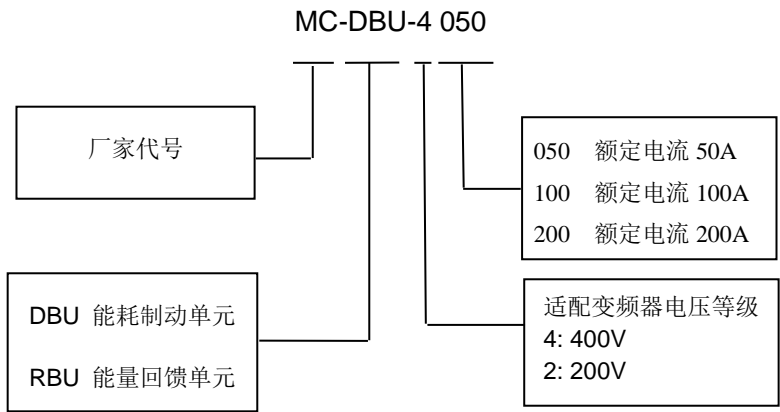 MC-DBU-4 050
厂家代号
050 额定电流 50A
100 额定电流 100A
200 额定电流 200A
DBU 能耗制动单元
RBU 能量回馈单元
适配变频器电压等级
4: 400V
2: 200V